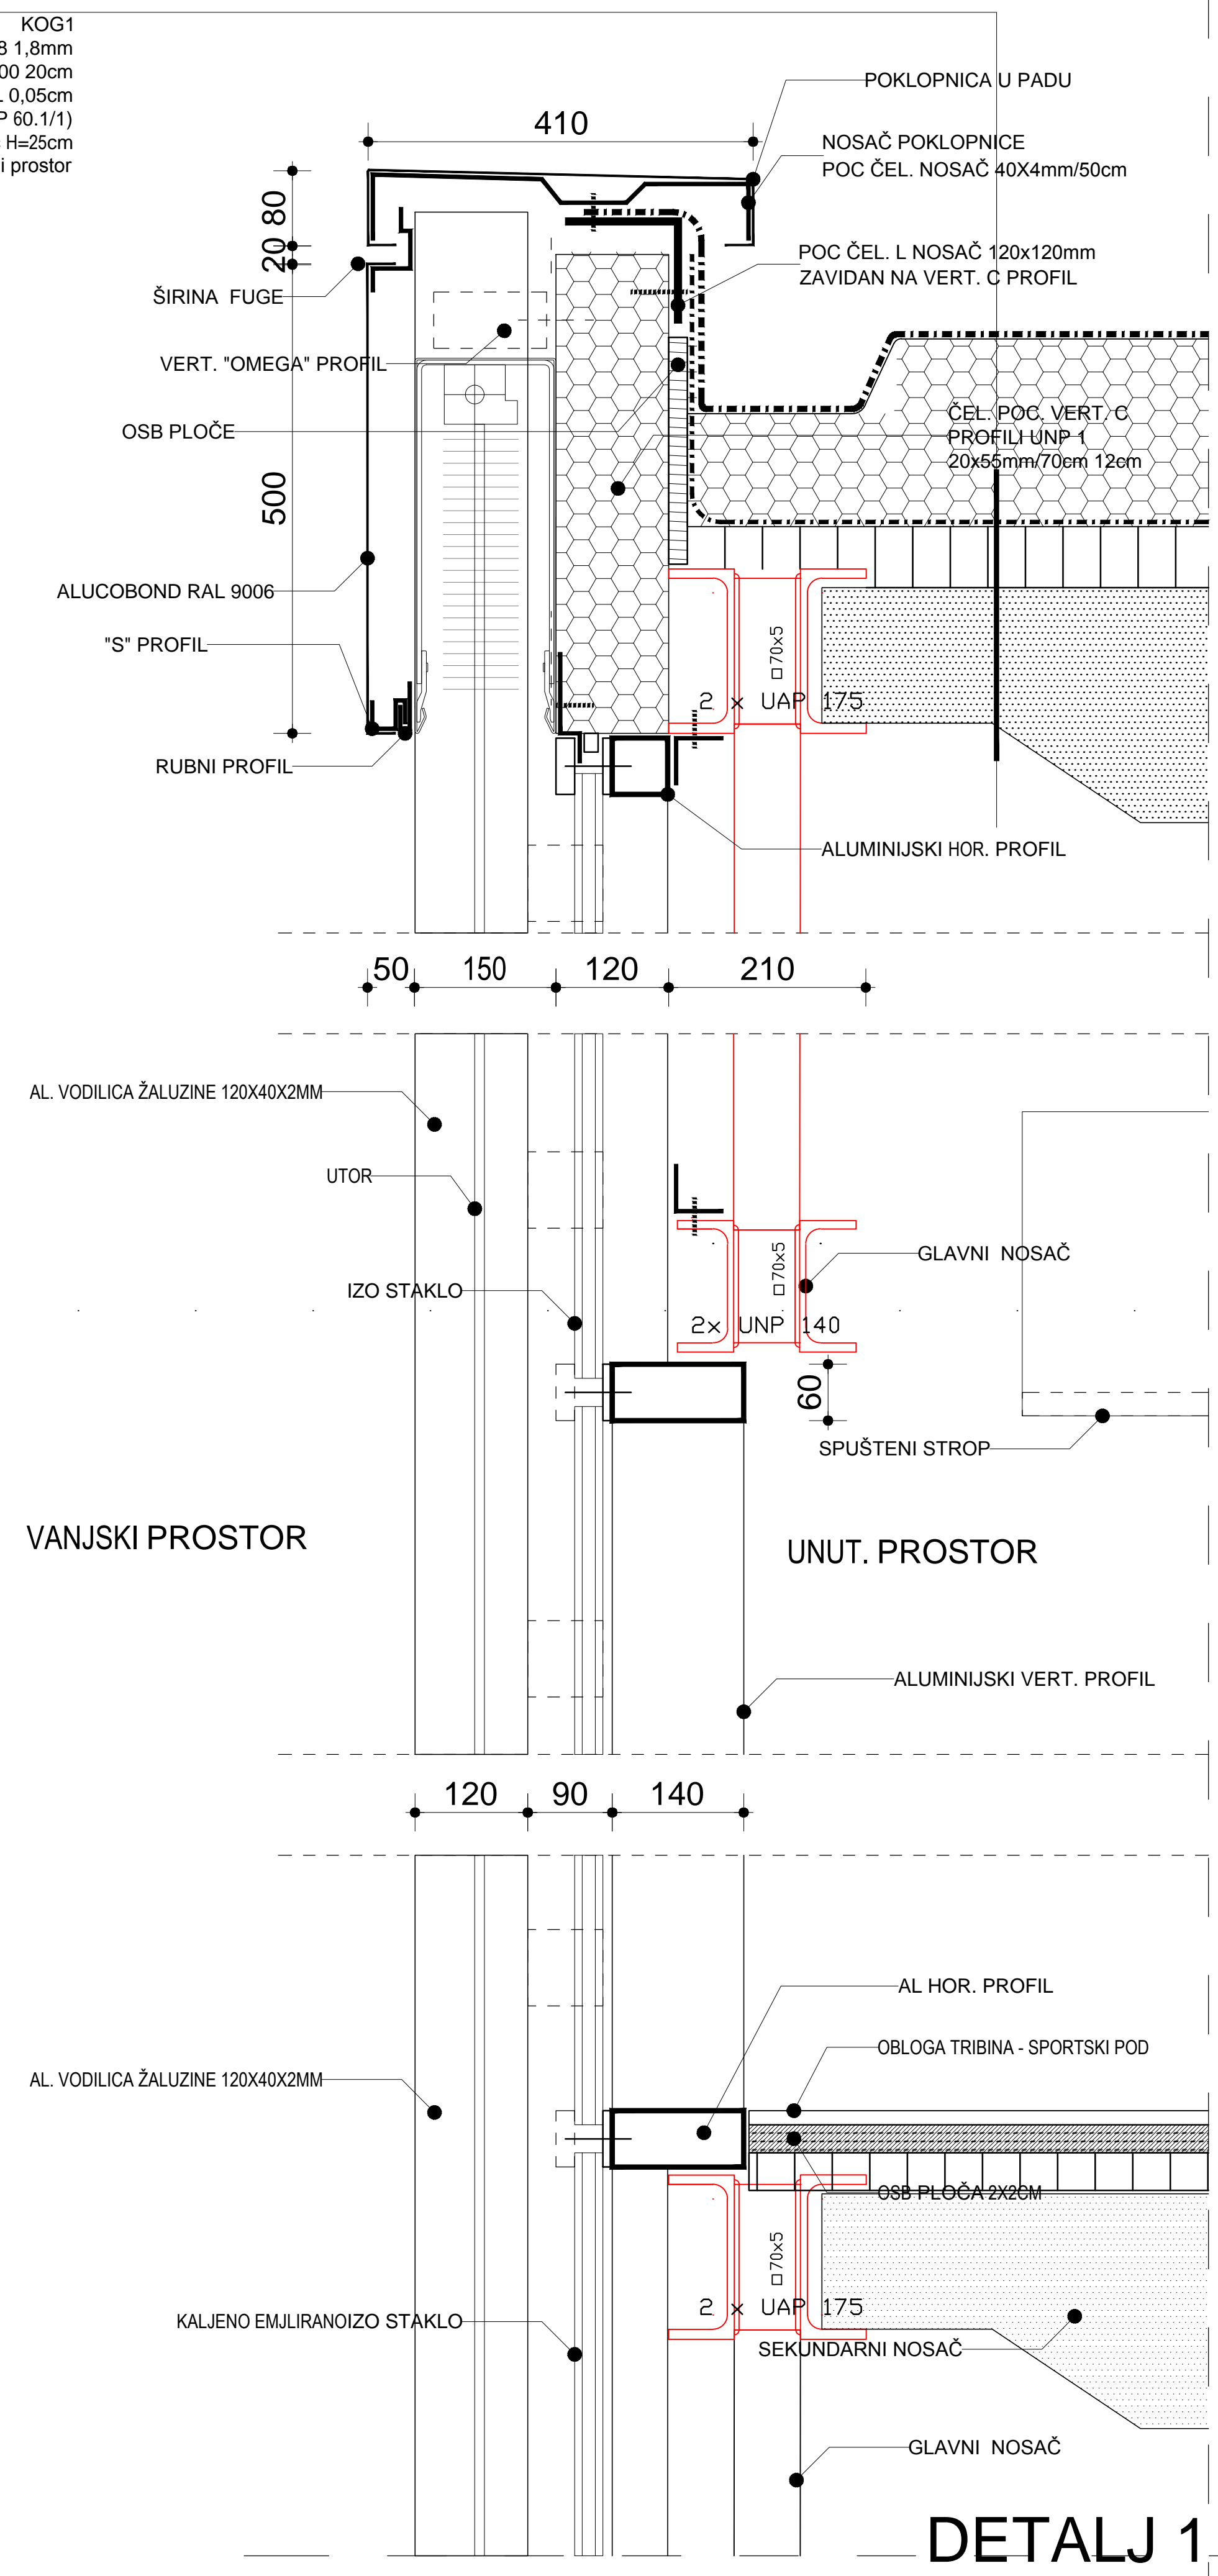 KOG1
8 1,8mm
00 20cm
0,05cm
P 60.1/1)
H=25cm
i prostor
410
POKLOPNICA U PADU
NOSAČ POKLOPNICE
POC ČEL. NOSAČ 40X4mm/50cm
80
20
POC ČEL. L NOSAČ 120x120mm
ZAVIDAN NA VERT. C PROFIL
ŠIRINA FUGE
VERT. "OMEGA" PROFIL
OSB PLOČE
ČEL. POC. VERT. C
PROFILI UNP 1
20x55mm/70cm 12cm
500
ALUCOBOND RAL 9006
"S" PROFIL
□70x5
2 x UAP 175
RUBNI PROFIL
ALUMINIJSKI HOR. PROFIL
50 150 120 210
AL. VODILICA ŽALUZINE 120X40X2MM
UTOR
GLAVNI NOSAČ
□70x5
IZO STAKLO
2x UNP 140
60
SPUŠTENI STROP
VANJSKI PROSTOR
UNUT. PROSTOR
ALUMINIJSKI VERT. PROFIL
120 90 140
AL HOR. PROFIL
OBLOGA TRIBINA - SPORTSKI POD
AL. VODILICA ŽALUZINE 120X40X2MM
OSB PLOČA 2X2CM
□70x5
2 x UAP 175
KALJENO EMJLIRANOIZO STAKLO
SEKUNDARNI NOSAČ
GLAVNI NOSAČ
DETALJ 1